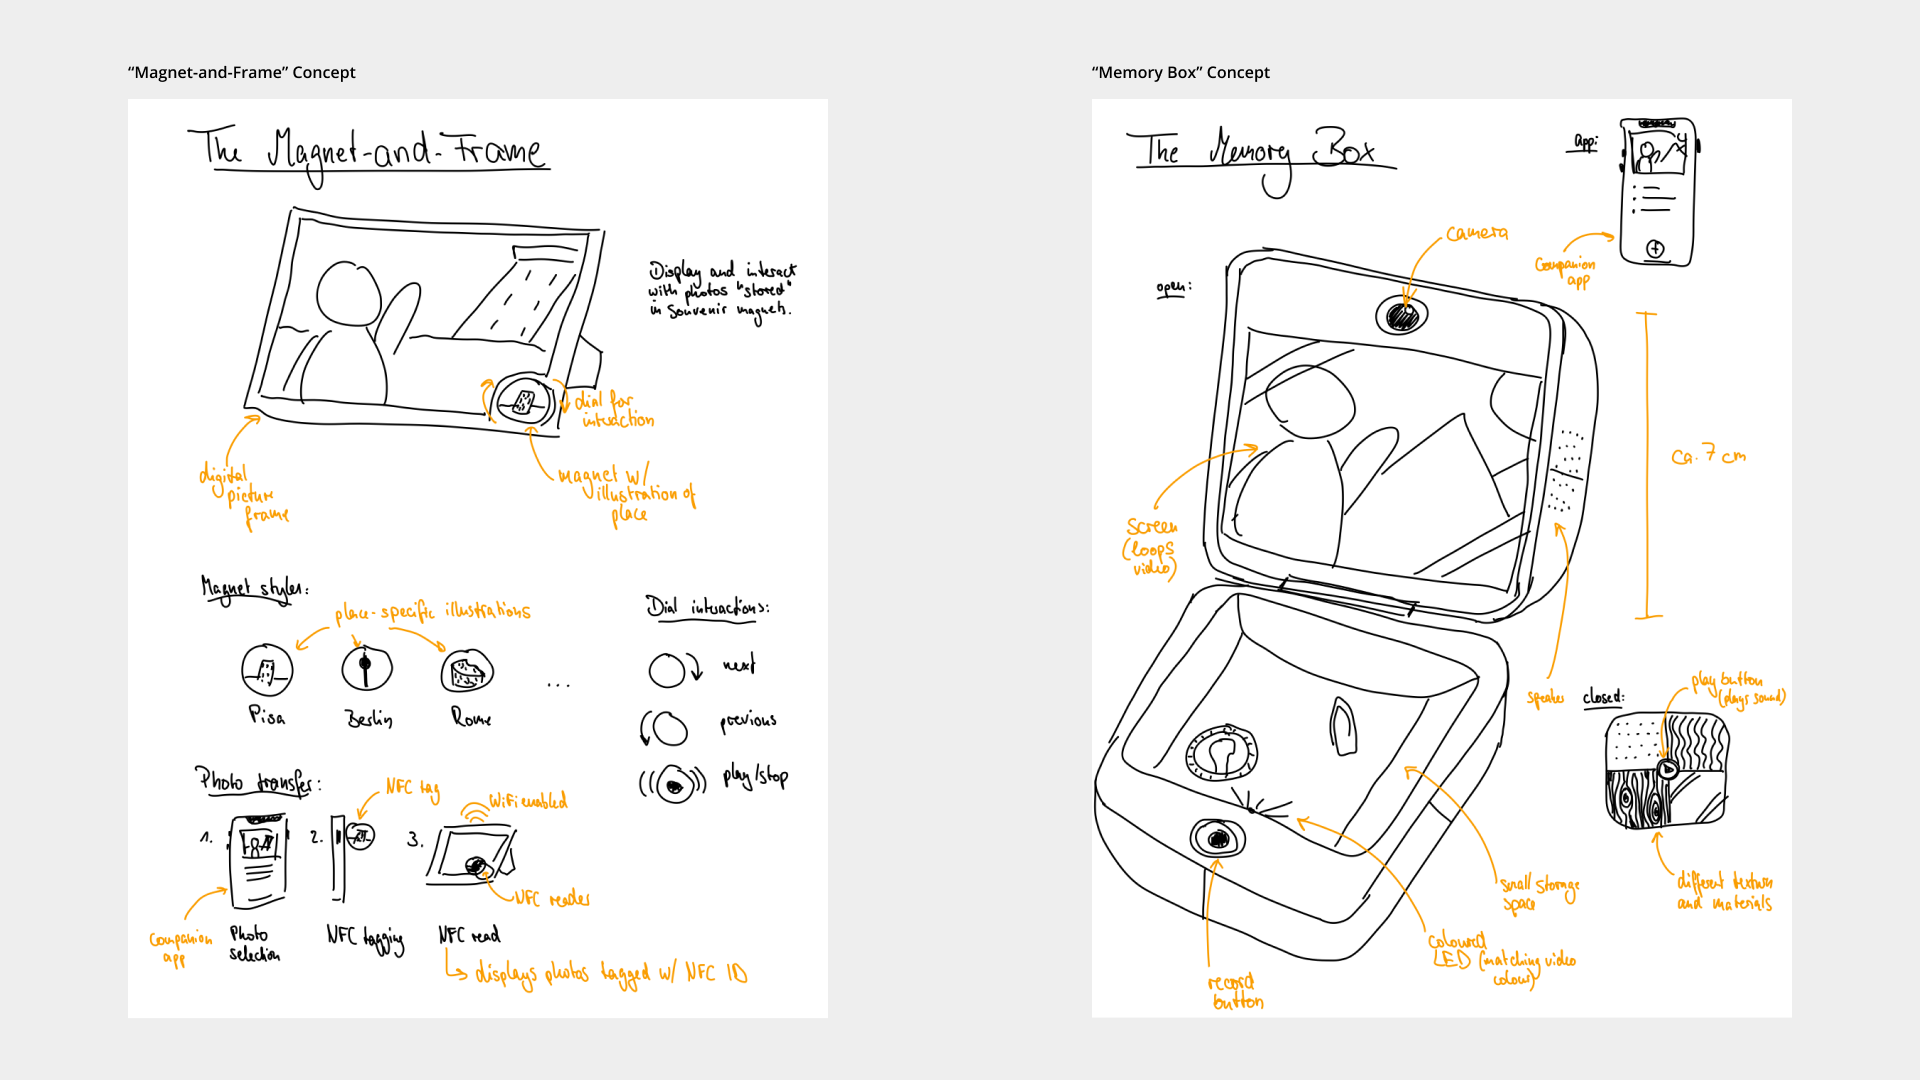 “Magnet-and-Frame” Concept
The Magnet-and-Frame
Display and interact
with photos "stored"
in Souvenir magnets.
dial for
interaction
digital
picture
frame
magnet w/
illustration of
place
Magnet styles:
place-specific illustrations
Pisa
Berlin
Rome
...
Dial interactions:
next
previous
play/stop
Photo transfer:
NFC tag
WiFi enabled
1.
2.
3.
NFC reader
Companion
app
Photo
selection
NFC tagging
NFC read
displays photos tagged w/ NFC ID
“Memory Box” Concept
The Memory Box
app:
Companion
app
camera
open:
ca. 7 cm
Screen
(loops
video)
speaker
closed:
play button
(plays sound)
different textures
and materials
small storage
space
coloured
LED (matching video
colour)
record
button